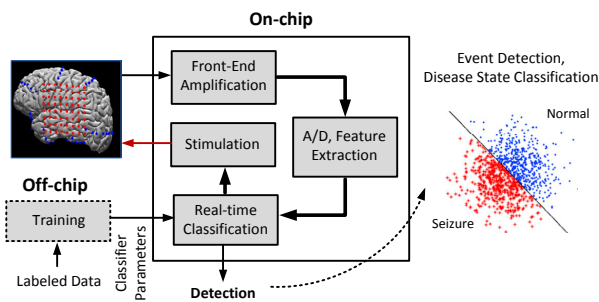 On-chip
Front-End
Amplification
Stimulation
A/D, Feature
Extraction
Off-chip
Training
Real-time
Classification
Labeled Data
Classifier
Parameters
Detection
Event Detection,
Disease State Classification
Normal
Seizure